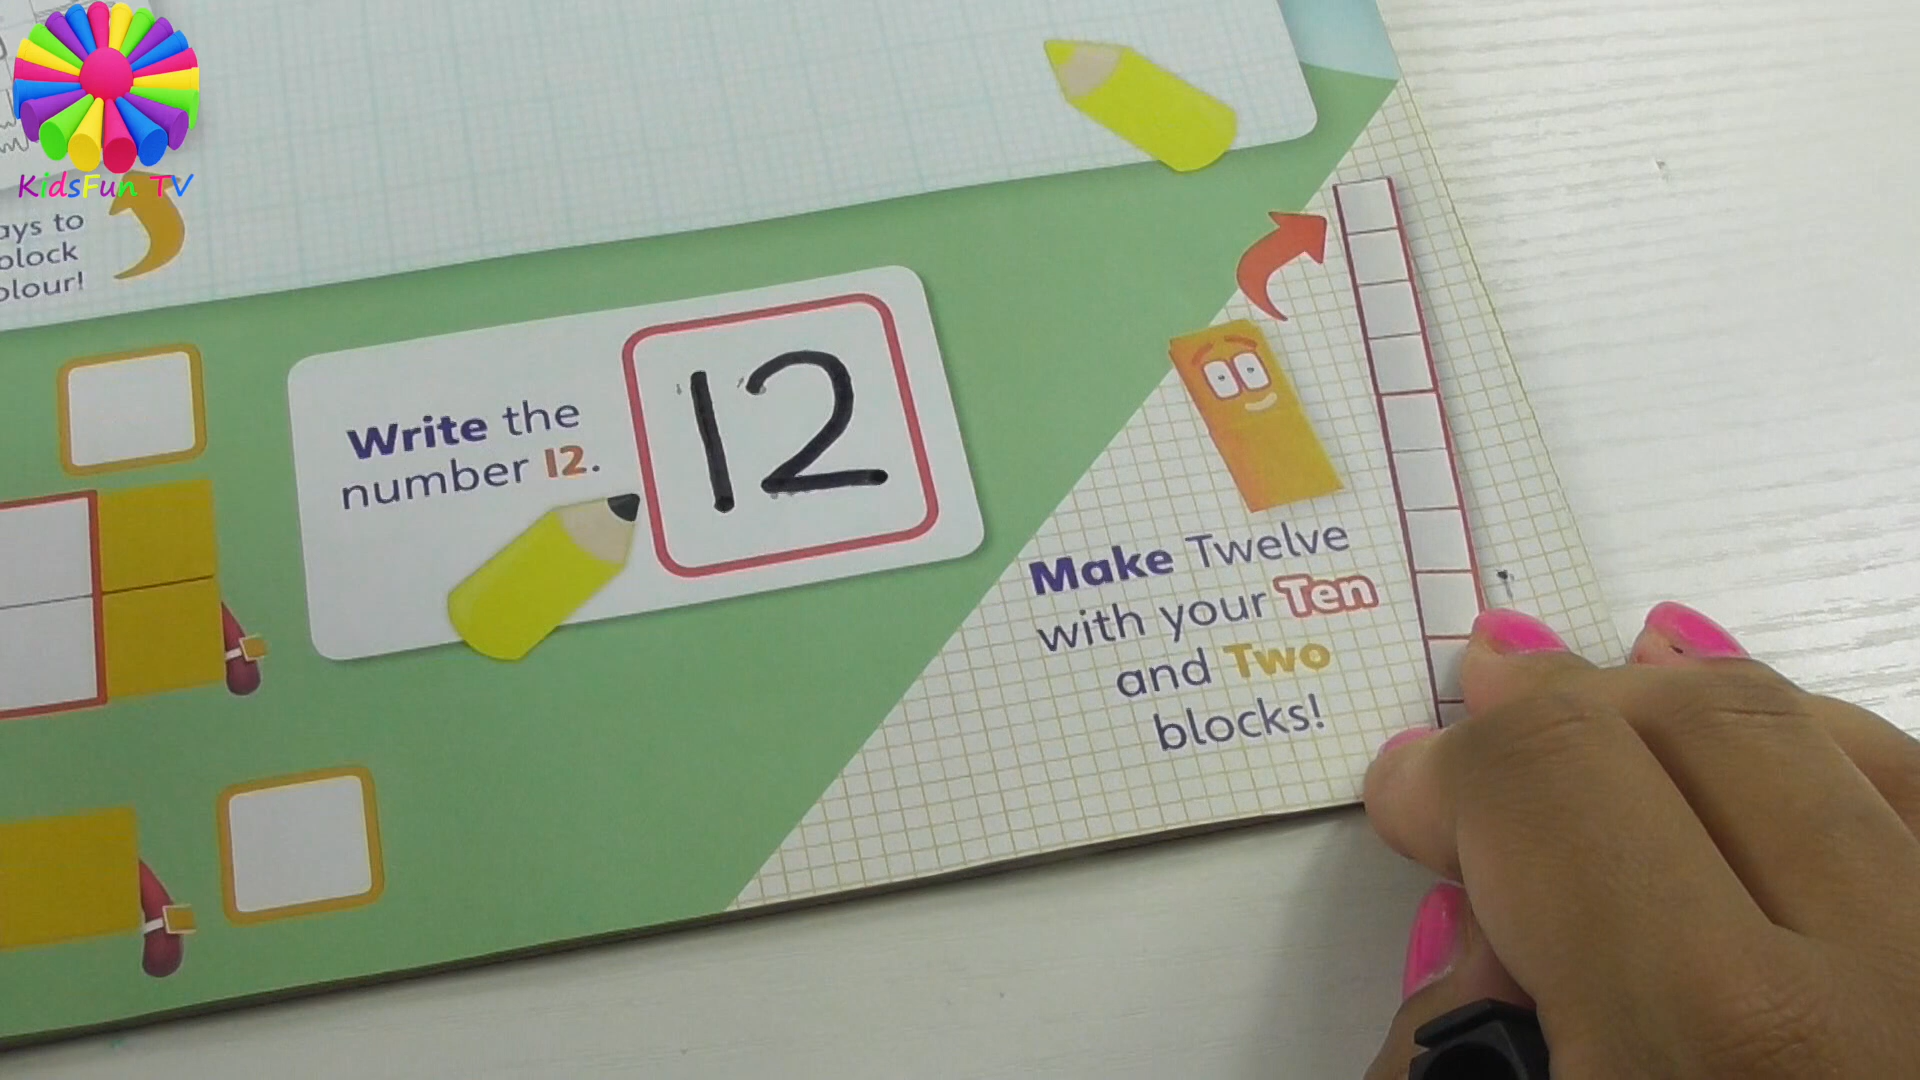 KidsFun TV
ays to
block
olour!
Write the
number 12.
12
Make Twelve
with your Ten
and Two
blocks!